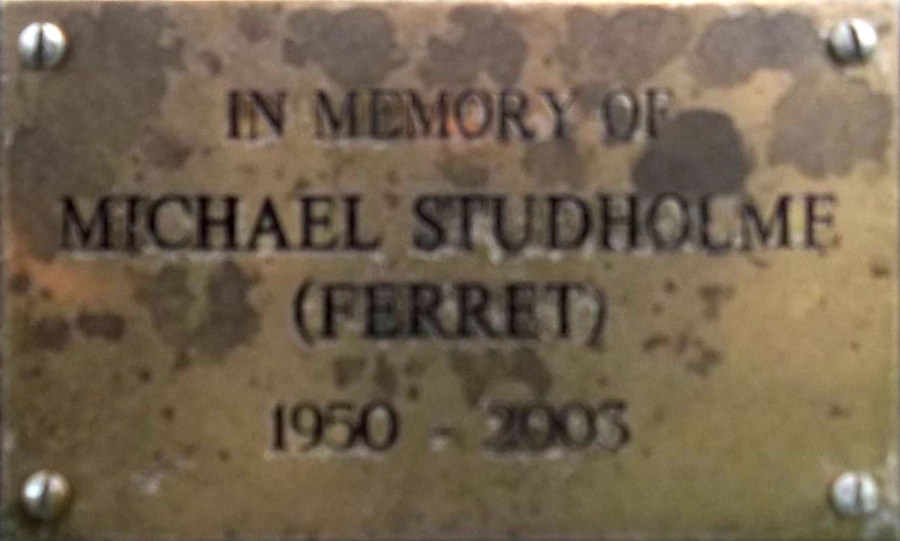 IN MEMORY OF
MICHAEL STUDHOLME
(FERRET)
1950 - 2003